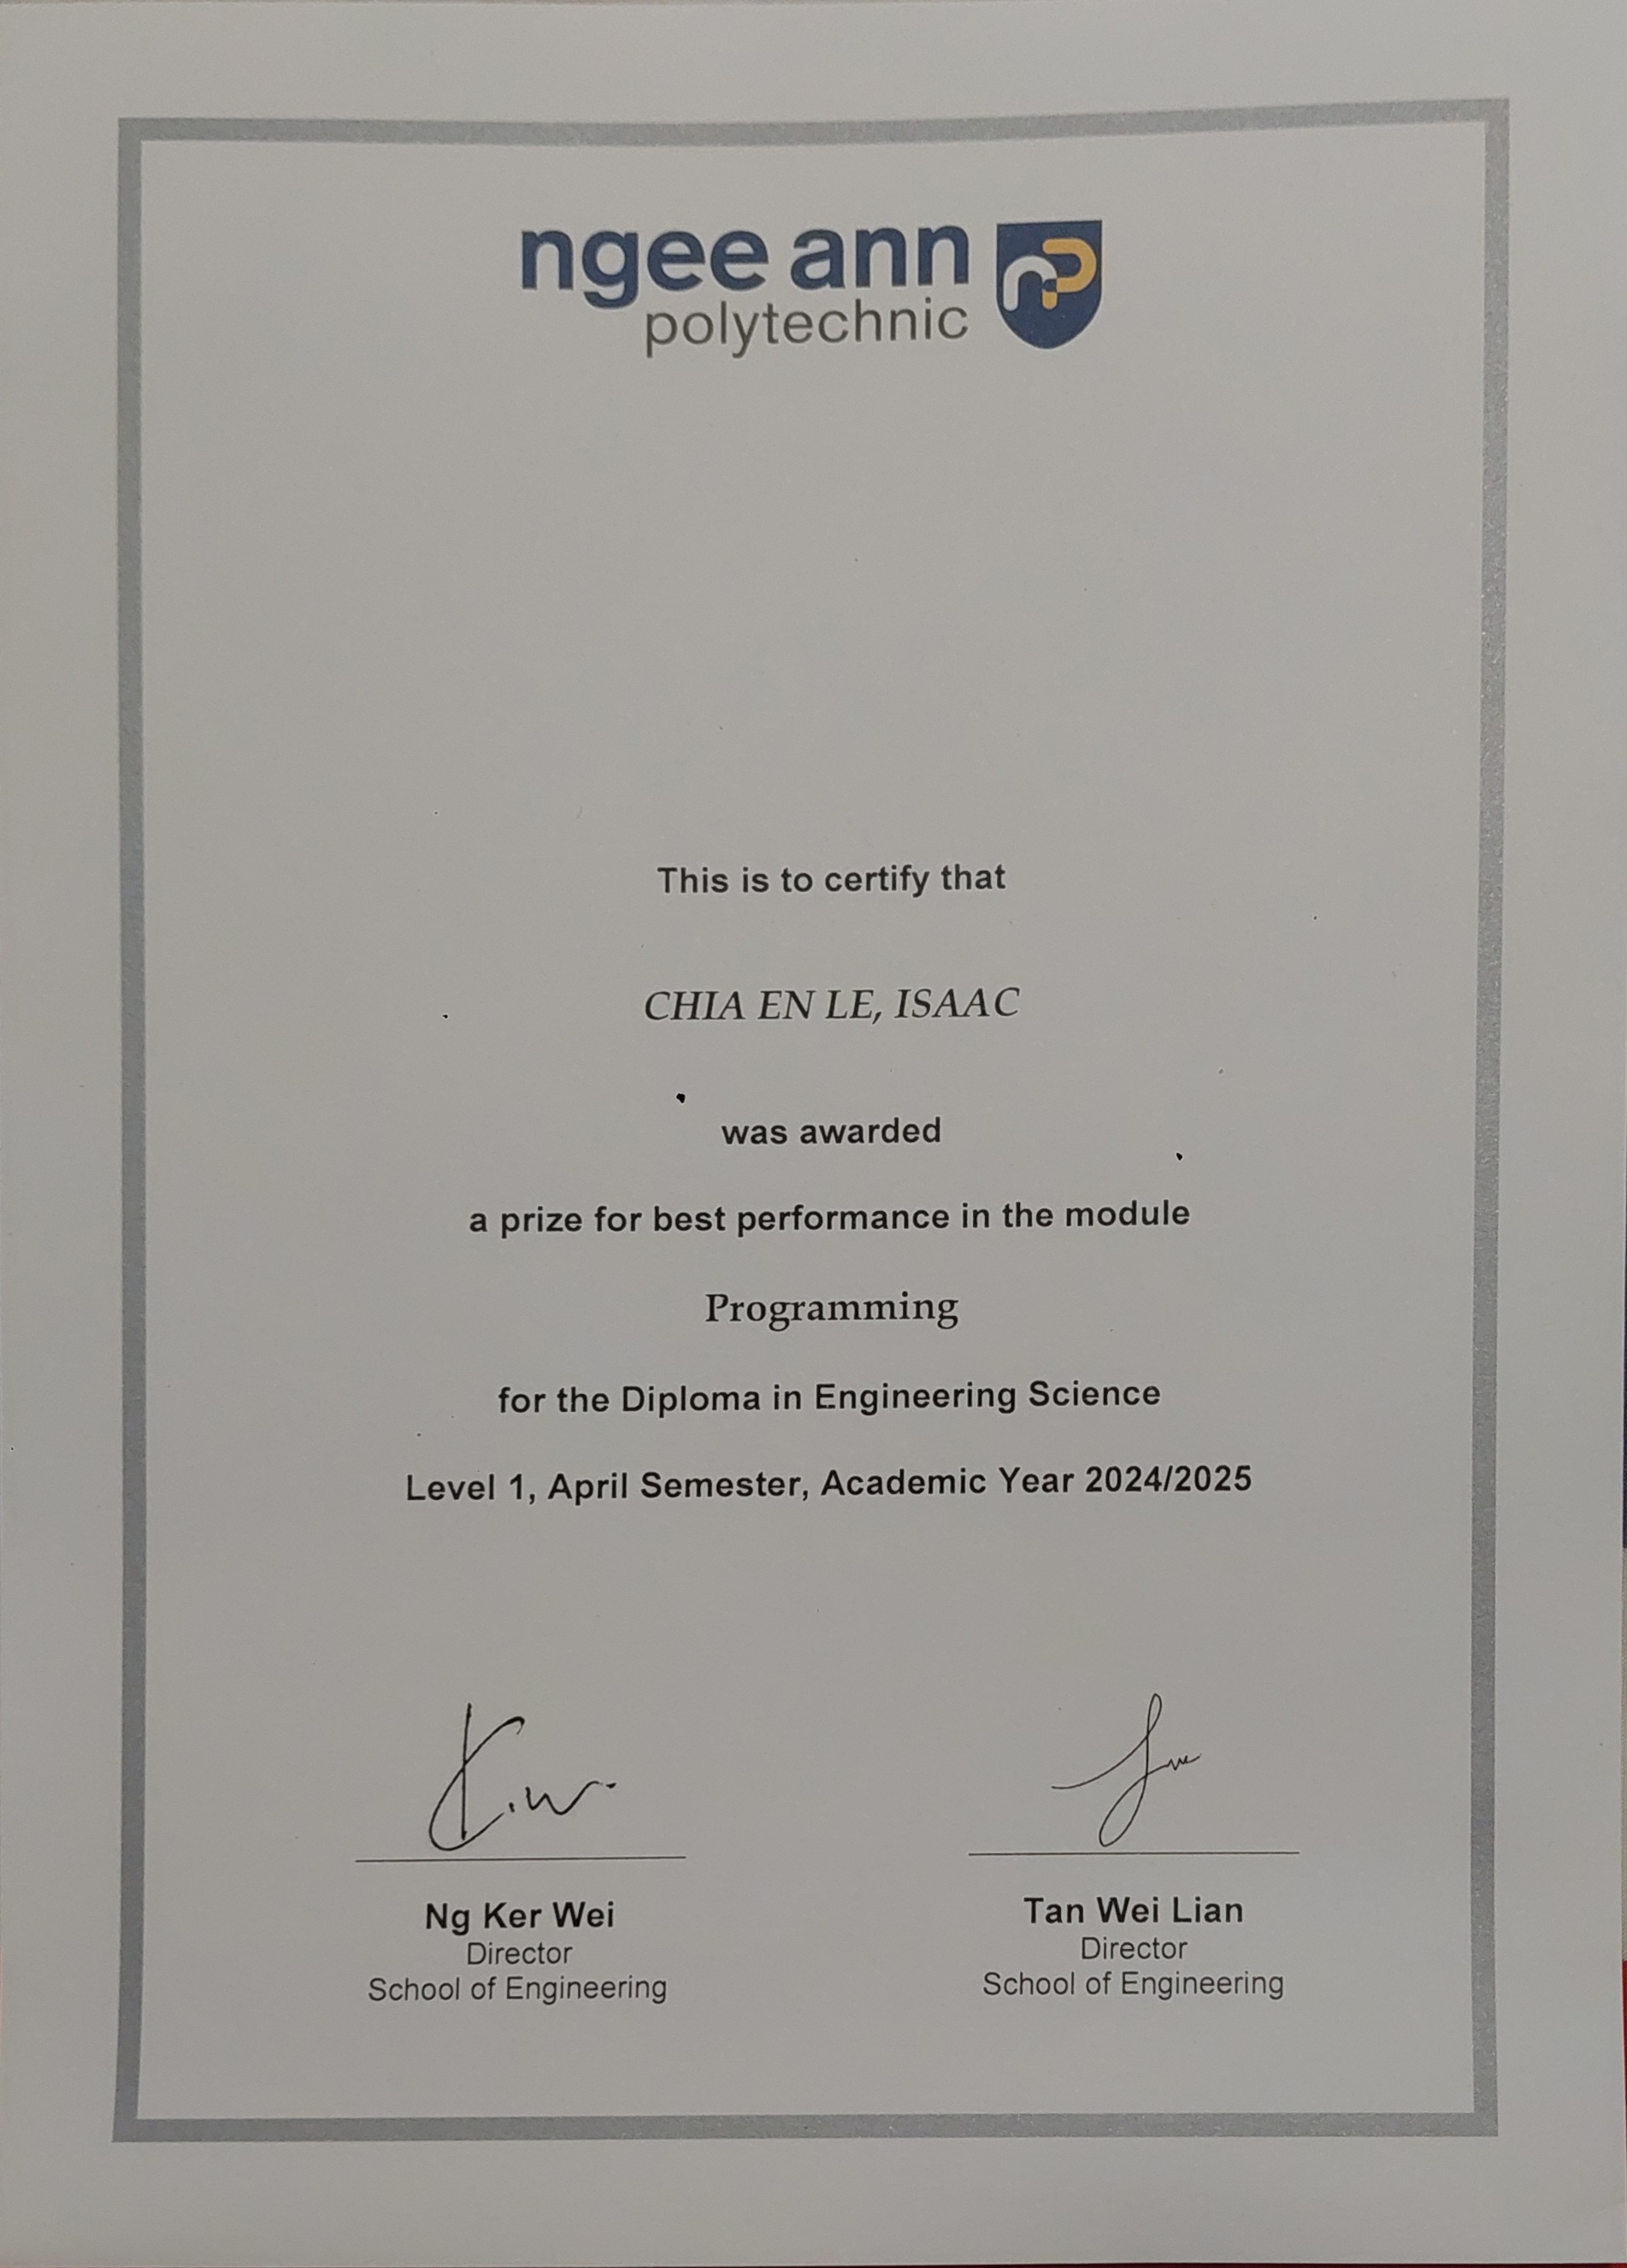 ngee ann
polytechnic
This is to certify that
CHIA EN LE, ISAAC
was awarded
a prize for best performance in the module
Programming
for the Diploma in Engineering Science
Level 1, April Semester, Academic Year 2024/2025
Ng Ker Wei
Director
School of Engineering
Tan Wei Lian
Director
School of Engineering